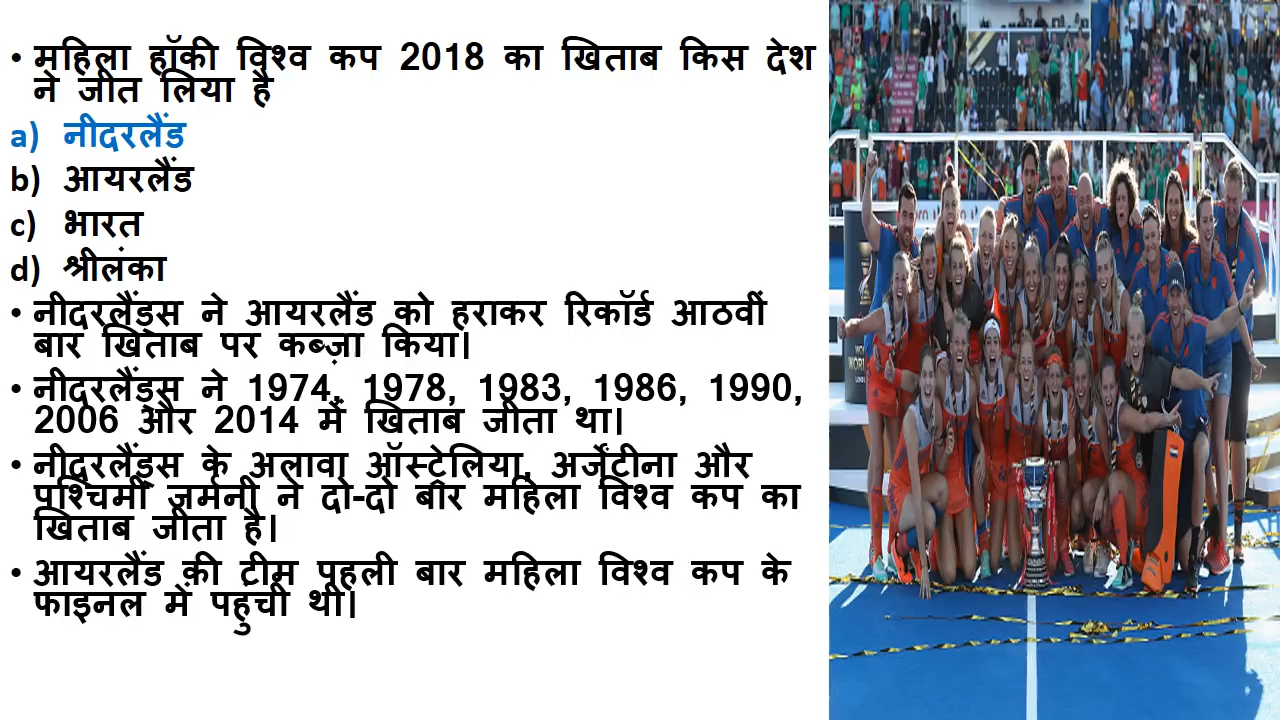 • महिला हॉकी विश्व कप 2018 का खिताब किस देश
ने जीत लिया है
a) नीदरलैंड
b) आयरलैंड
c) भारत
d) श्रीलंका
• नीदरलैंड्स ने आयरलैंड को हराकर रिकॉर्ड आठवीं
बार खिताब पर कब्ज़ा किया।
• नीदरलैंड्स ने 1974, 1978, 1983, 1986, 1990,
2006 और 2014 में खिताब जीता था।
• नीदरलैंड्स के अलावा ऑस्ट्रेलिया, अर्जेंटीना और
पश्चिमी जर्मनी ने दो-दो बार महिला विश्व कप का
खिताब जीता है।
• आयरलैंड की टीम पहली बार महिला विश्व कप के
फाइनल में पहुची थी।